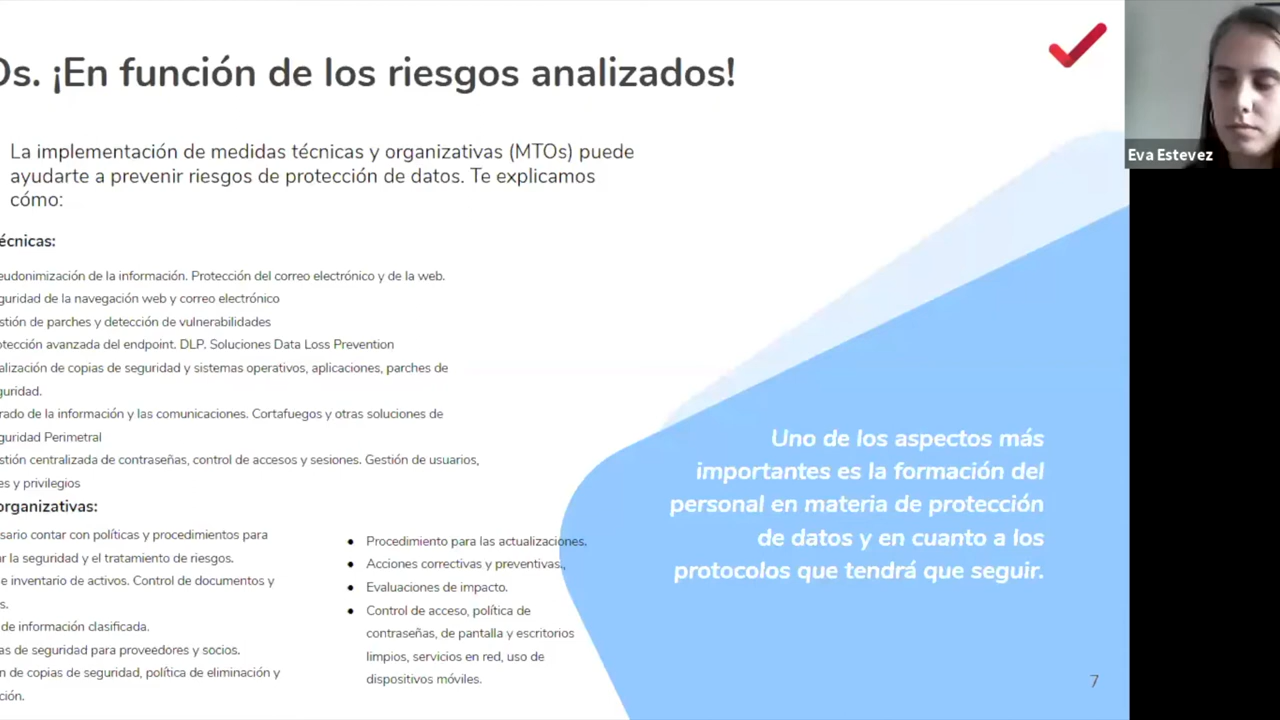 Os. ¡En función de los riesgos analizados!
Eva Estevez
La implementación de medidas técnicas y organizativas (MTOs) puede
ayudarte a prevenir riesgos de protección de datos. Te explicamos
cómo:
écnicas:
eudonimización de la información. Protección del correo electrónico y de la web.
guridad de la navegación web y correo electrónico
stión de parches y detección de vulnerabilidades
otección avanzada del endpoint. DLP. Soluciones Data Loss Prevention
alización de copias de seguridad y sistemas operativos, aplicaciones, parches de
guridad.
rado de la información y las comunicaciones. Cortafuegos y otras soluciones de
guridad Perimetral
stión centralizada de contraseñas, control de accesos y sesiones. Gestión de usuarios,
es y privilegios
organizativas:
sario contar con políticas y procedimientos para
ar la seguridad y el tratamiento de riesgos.
e inventario de activos. Control de documentos y
s.
de información clasificada.
as de seguridad para proveedores y socios.
n de copias de seguridad, política de eliminación y
ción.
• Procedimiento para las actualizaciones.
• Acciones correctivas y preventivas.,
• Evaluaciones de impacto.
• Control de acceso, política de
contraseñas, de pantalla y escritorios
limpios, servicios en red, uso de
dispositivos móviles.
Uno de los aspectos más
importantes es la formación del
personal en materia de protección
de datos y en cuanto a los
protocolos que tendrá que seguir.
7